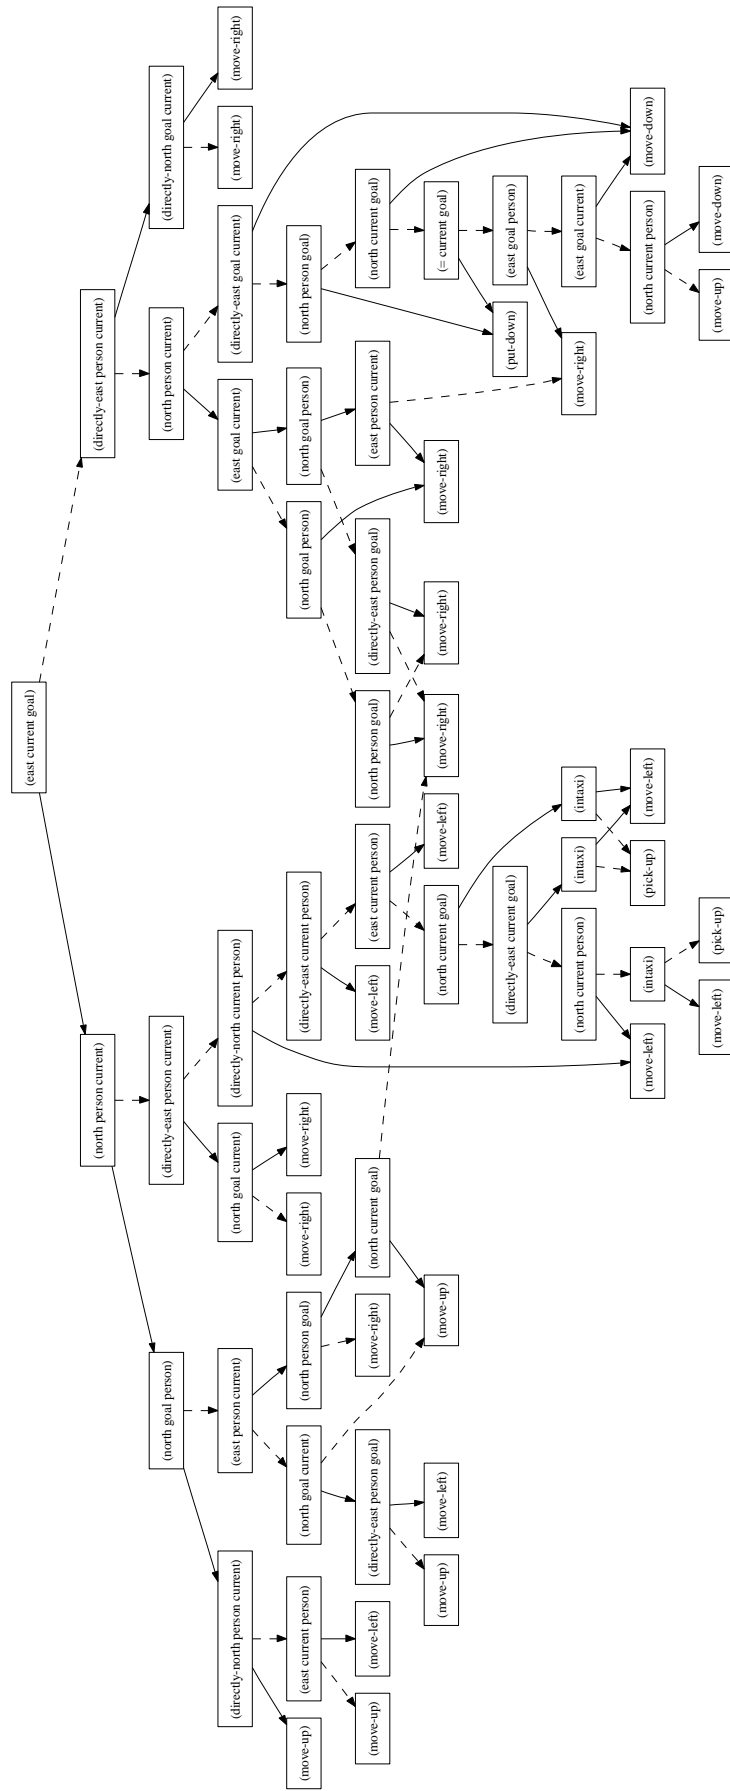 (east current goal)
(north person current)
(directly-east person current)
(north goal person)
(directly-east person current)
(north person current)
(directly-north goal current)
(directly-north person current)
(east person current)
(north goal current)
(directly-north current person)
(east goal current)
(directly-east goal current)
(move-right)
(move-right)
(move-up)
(east current person)
(north goal current)
(north person goal)
(move-right)
(move-right)
(directly-east current person)
(north goal person)
(north goal person)
(north person goal)
(move-up)
(move-left)
(directly-east person goal)
(move-right)
(north current goal)
(move-left)
(east current person)
(north person goal)
(directly-east person goal)
(east person current)
(north current goal)
(move-up)
(move-left)
(move-up)
(north current goal)
(move-left)
(move-right)
(move-right)
(move-right)
(= current goal)
(directly-east current goal)
(put-down)
(east goal person)
(north current person)
(intaxi)
(intaxi)
(move-right)
(east goal current)
(move-left)
(intaxi)
(pick-up)
(move-left)
(north current person)
(move-down)
(move-left)
(pick-up)
(move-up)
(move-down)